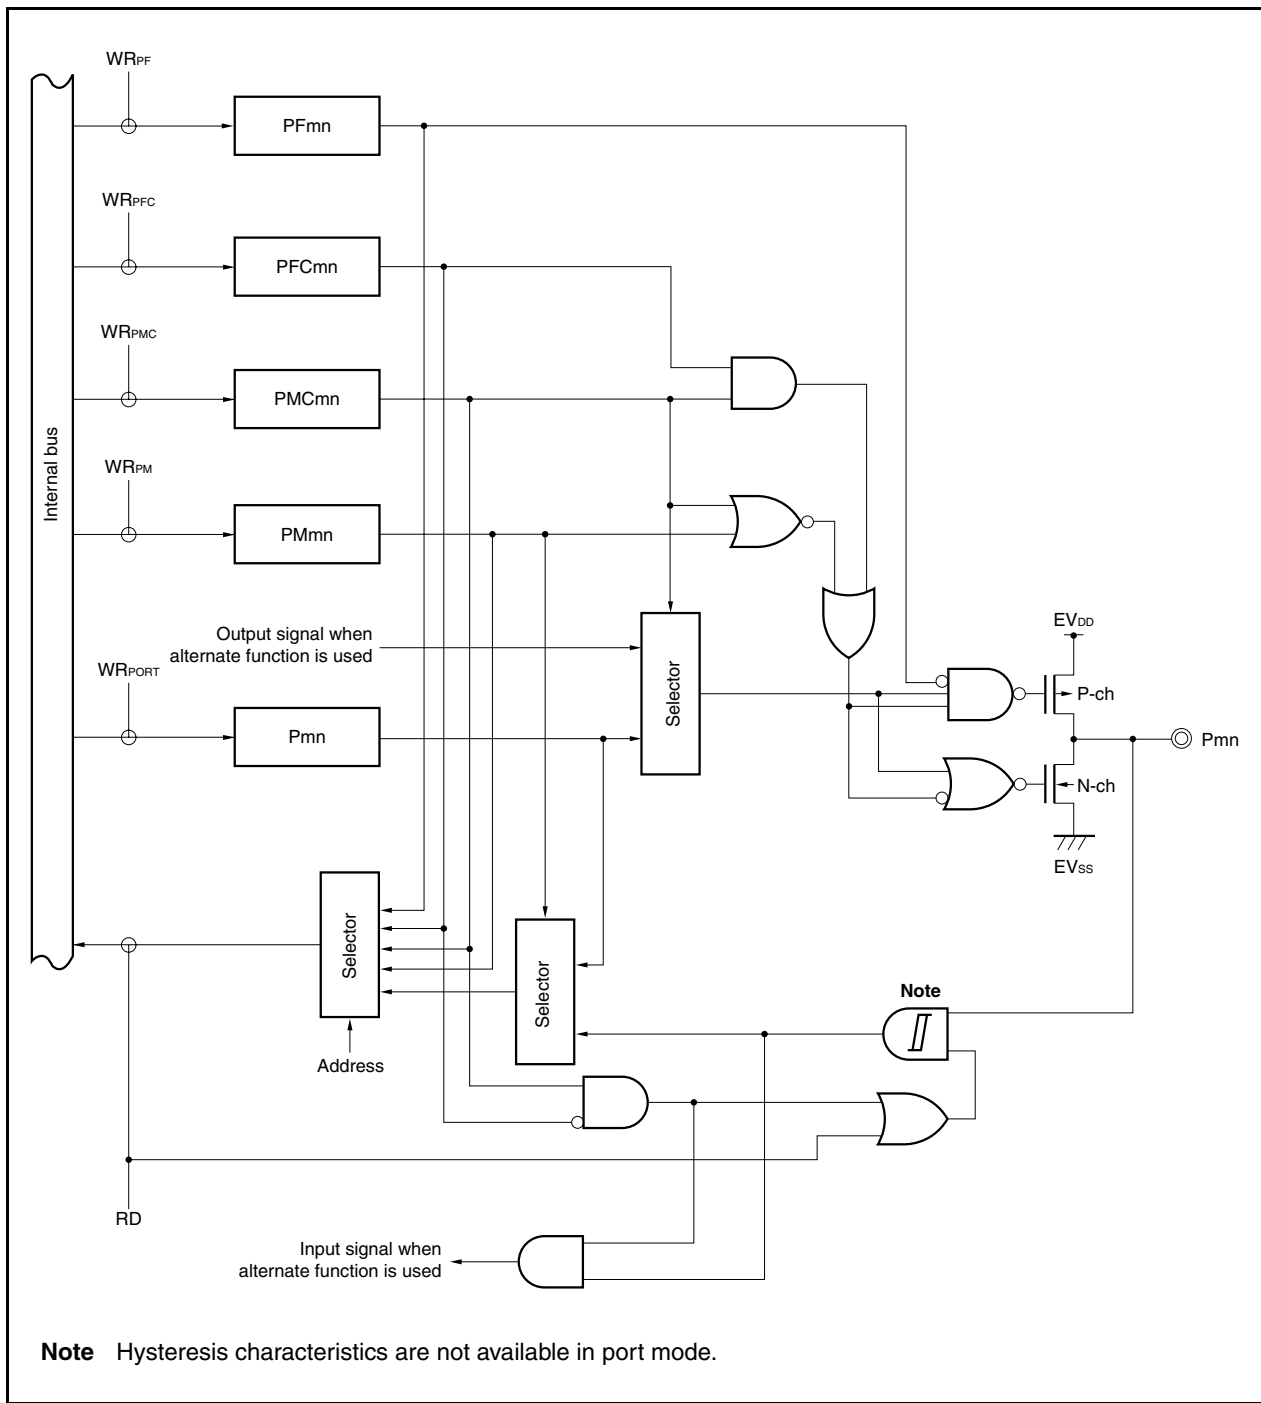 WRPF
PFmn
WRPFC
PFCmn
WRPMC
PMCmn
Internal bus
WRPM
PMmn
Output signal when
alternate function is used
WRPORT
Pmn
Selector
EVDD
P-ch
Pmn
N-ch
EVSS
Selector
Selector
Note
Address
RD
Input signal when
alternate function is used
Note Hysteresis characteristics are not available in port mode.